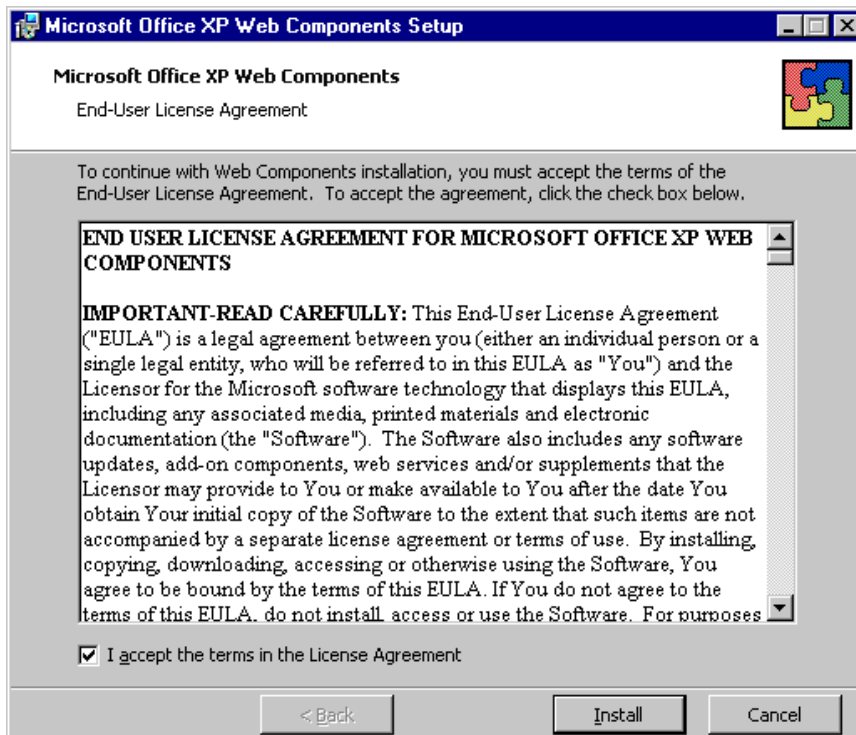 Microsoft Office XP Web Components Setup
Microsoft Office XP Web Components
End-User License Agreement
To continue with Web Components installation, you must accept the terms of the
End-User License Agreement.  To accept the agreement, click the check box below.
END USER LICENSE AGREEMENT FOR MICROSOFT OFFICE XP WEB
COMPONENTS
IMPORTANT-READ CAREFULLY: This End-User License Agreement
("EULA") is a legal agreement between you (either an individual person or a
single legal entity, who will be referred to in this EULA as "You") and the
Licensor for the Microsoft software technology that displays this EULA,
including any associated media, printed materials and electronic
documentation (the "Software").  The Software also includes any software
updates, add-on components, web services and/or supplements that the
Licensor may provide to You or make available to You after the date You
obtain Your initial copy of the Software to the extent that such items are not
accompanied by a separate license agreement or terms of use.  By installing,
copying, downloading, accessing or otherwise using the Software, You
agree to be bound by the terms of this EULA. If You do not agree to the
terms of this EULA, do not install, access or use the Software.  For purposes
I accept the terms in the License Agreement
< Back
Install
Cancel